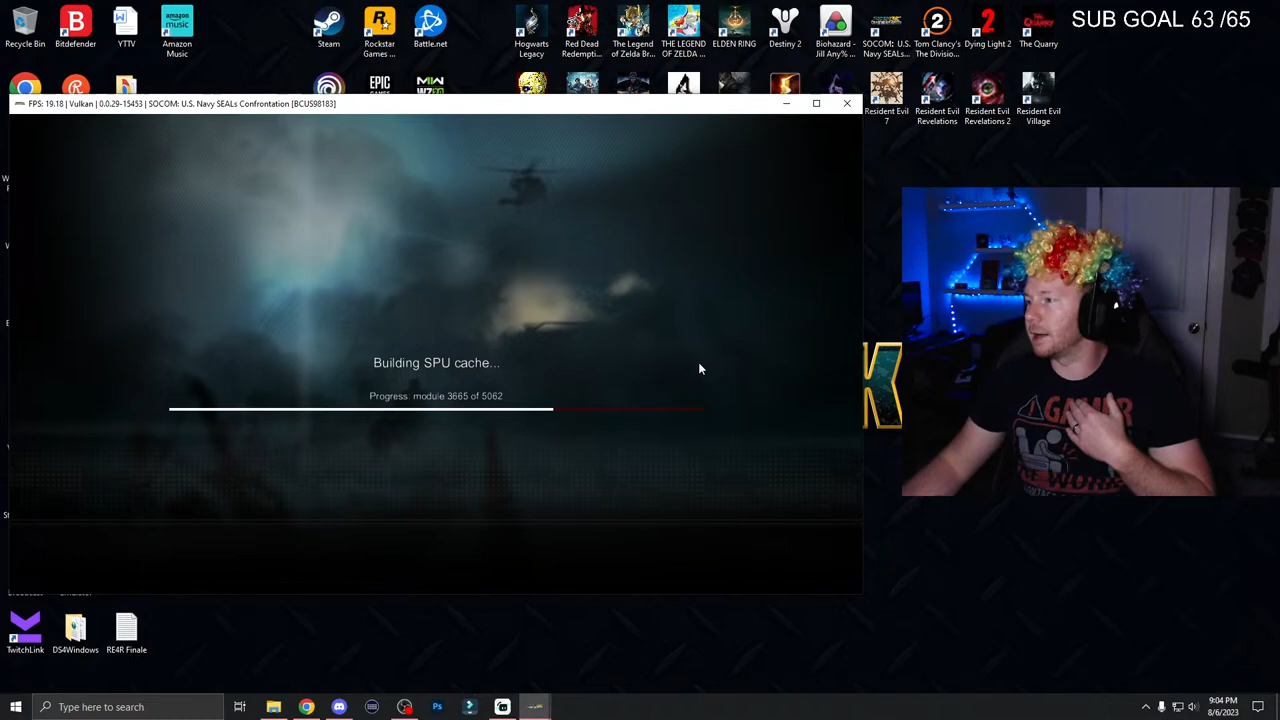 SUB GOAL 63 /65
Recycle Bin
Bitdefender
YTTV
Amazon
Music
Steam
Rockstar
Games ...
Battle.net
Hogwarts
Legacy
Red Dead
Redempti...
The Legend
OF Zelda Br...
THE LEGEND
OF ZELDA ...
ELDEN RING
Destiny 2
Biohazard -
Jill Any% ...
SOCOM: U.S.
Navy SEALs...
Tom Clancy's
The Divisio...
Dying Light 2
The Quarry
EPIC
GAMES
MW
WZ
FPS: 19.18 | Vulkan | 0.0.29-15453 | SOCOM: U.S. Navy SEALs Confrontation [BCUS98183]
Resident Evil
7
Resident Evil
Revelations
Resident Evil
Revelations 2
Resident Evil
Village
Building SPU cache...
Progress: module 3665 of 5062
K
GAMER
TwitchLink
DS4Windows
RE4R Finale
Type here to search
9:04 PM
8/6/2023